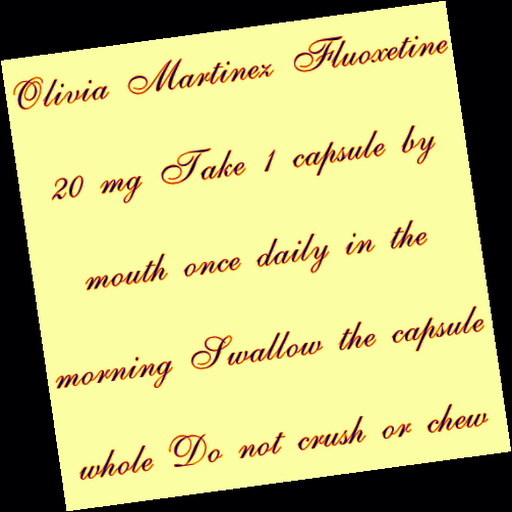 Olivia Martinez Fluoxetine
20 mg Take 1 capsule by
mouth once daily in the
morning Swallow the capsule
whole Do not crush or chew